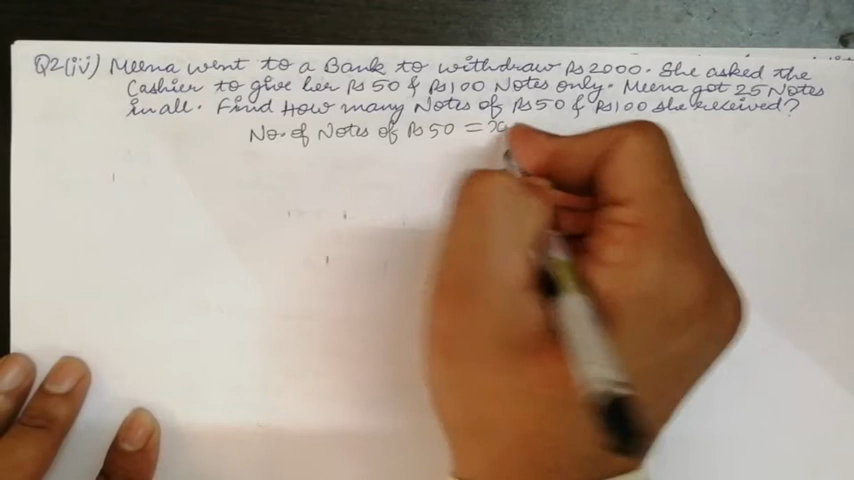 Q2(iv) Meena went to a Bank to withdraw Rs 2000. She asked the
Cashier to give her Rs 50 & Rs 100 Notes only. Meena got 25 Notes
in all. Find How many Notes of Rs 50 & Rs 100 she received?
No. of Notes of Rs 50 = x